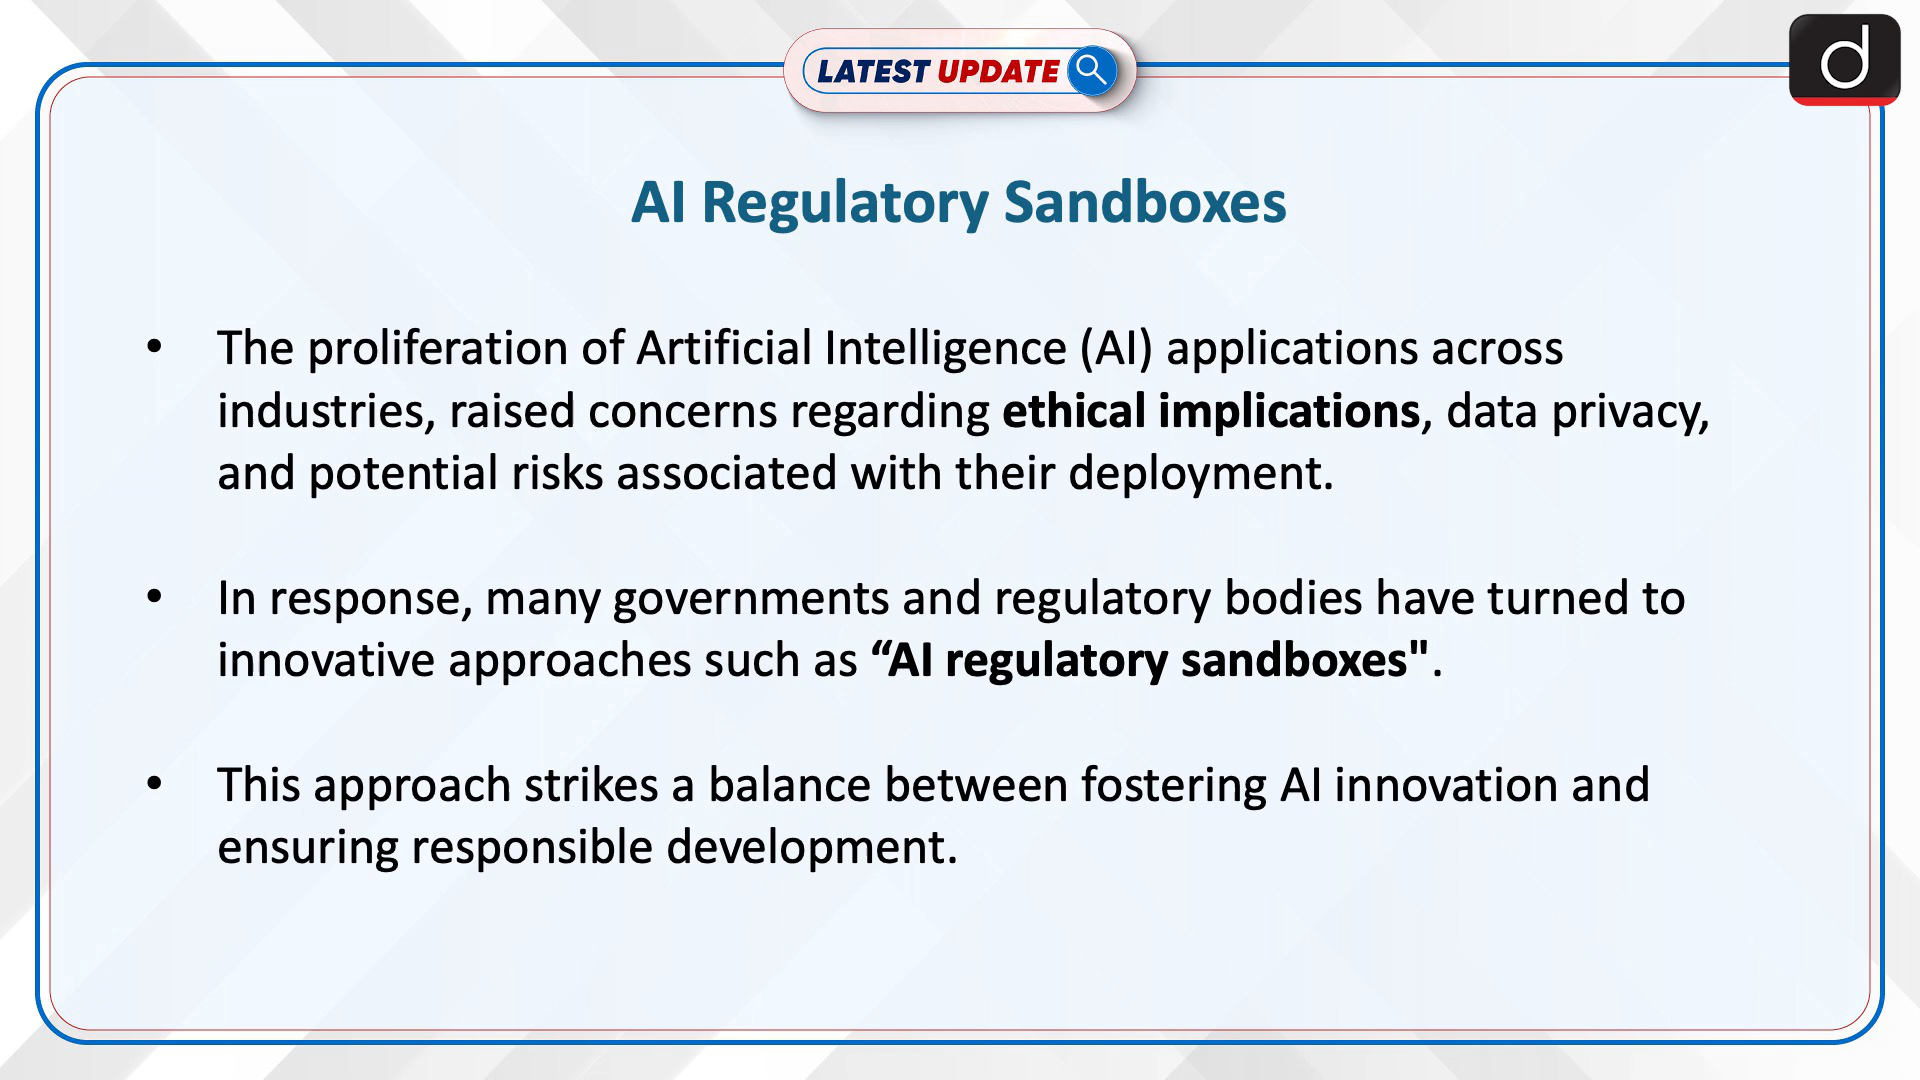 LATEST UPDATE
d
AI Regulatory Sandboxes
• The proliferation of Artificial Intelligence (AI) applications across
industries, raised concerns regarding ethical implications, data privacy,
and potential risks associated with their deployment.
• In response, many governments and regulatory bodies have turned to
innovative approaches such as “AI regulatory sandboxes".
• This approach strikes a balance between fostering AI innovation and
ensuring responsible development.